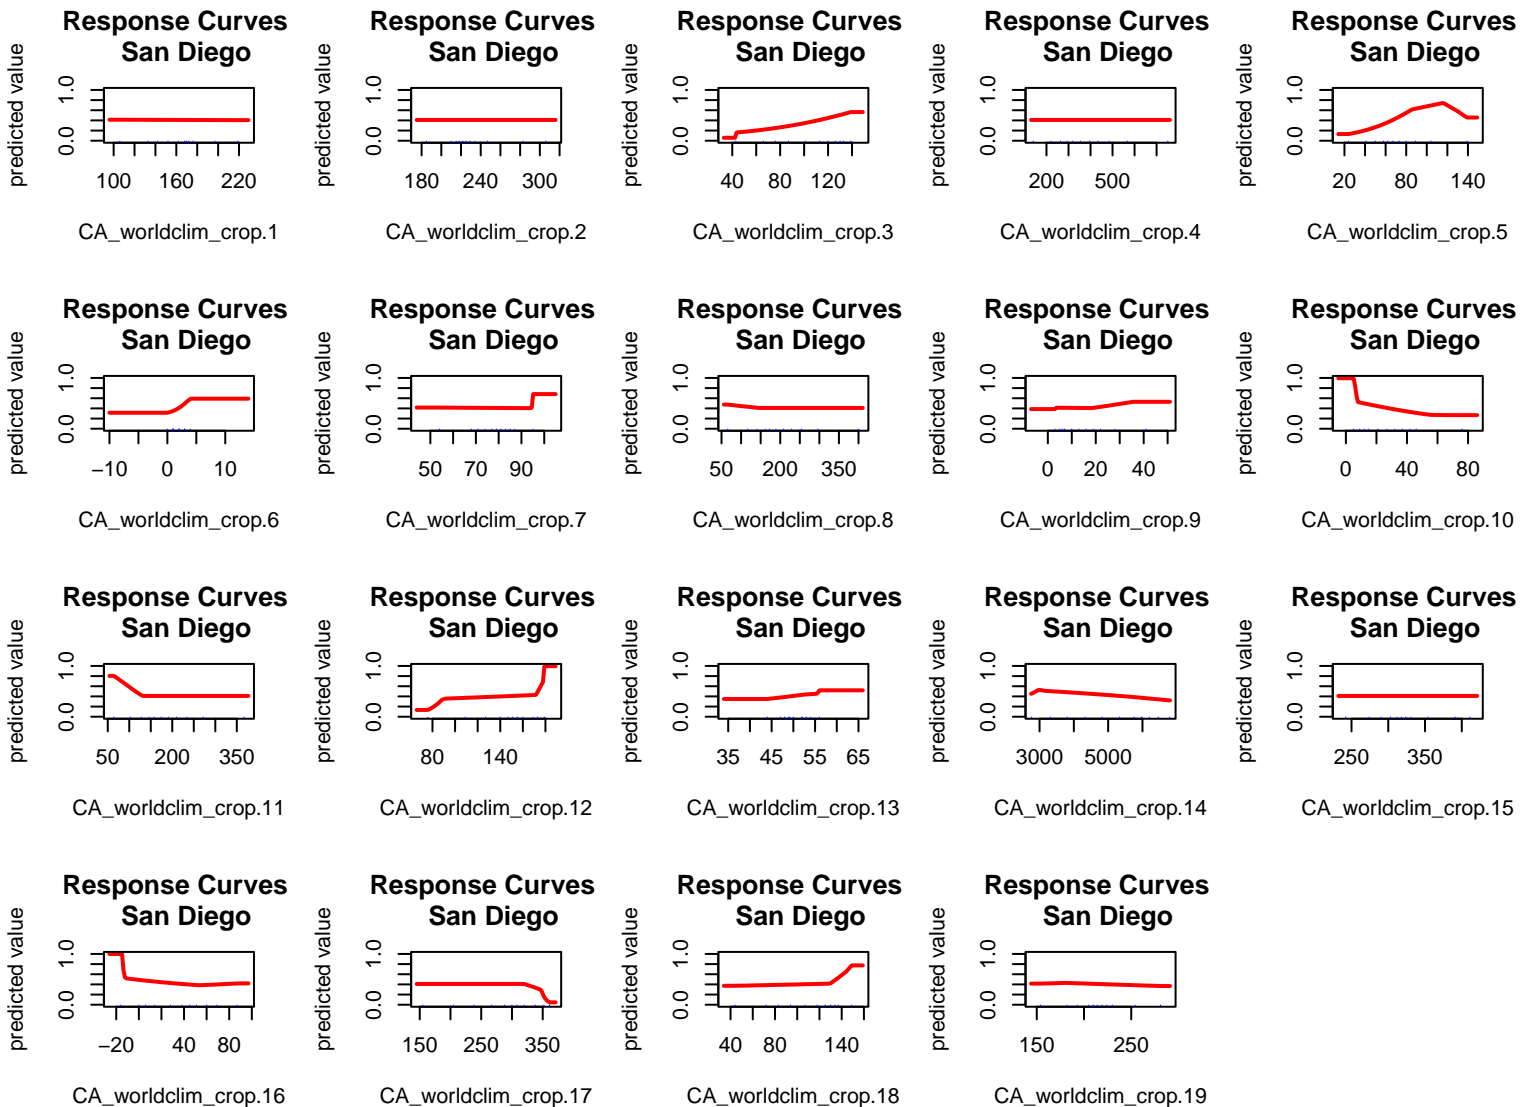 Response Curves
San Diego
predicted value
0.0 1.0
100 160 220
CA_worldclim_crop.1
Response Curves
San Diego
predicted value
0.0 1.0
180 240 300
CA_worldclim_crop.2
Response Curves
San Diego
predicted value
0.0 1.0
40 80 120
CA_worldclim_crop.3
Response Curves
San Diego
predicted value
0.0 1.0
200 500
CA_worldclim_crop.4
Response Curves
San Diego
predicted value
0.0 1.0
20 80 140
CA_worldclim_crop.5
Response Curves
San Diego
predicted value
0.0 1.0
−10 0 10
CA_worldclim_crop.6
Response Curves
San Diego
predicted value
0.0 1.0
50 70 90
CA_worldclim_crop.7
Response Curves
San Diego
predicted value
0.0 1.0
50 200 350
CA_worldclim_crop.8
Response Curves
San Diego
predicted value
0.0 1.0
0 20 40
CA_worldclim_crop.9
Response Curves
San Diego
predicted value
0.0 1.0
0 40 80
CA_worldclim_crop.10
Response Curves
San Diego
predicted value
0.0 1.0
50 200 350
CA_worldclim_crop.11
Response Curves
San Diego
predicted value
0.0 1.0
80 140
CA_worldclim_crop.12
Response Curves
San Diego
predicted value
0.0 1.0
35 45 55 65
CA_worldclim_crop.13
Response Curves
San Diego
predicted value
0.0 1.0
3000 5000
CA_worldclim_crop.14
Response Curves
San Diego
predicted value
0.0 1.0
250 350
CA_worldclim_crop.15
Response Curves
San Diego
predicted value
0.0 1.0
−20 40 80
CA_worldclim_crop.16
Response Curves
San Diego
predicted value
0.0 1.0
150 250 350
CA_worldclim_crop.17
Response Curves
San Diego
predicted value
0.0 1.0
40 80 140
CA_worldclim_crop.18
Response Curves
San Diego
predicted value
0.0 1.0
150 250
CA_worldclim_crop.19